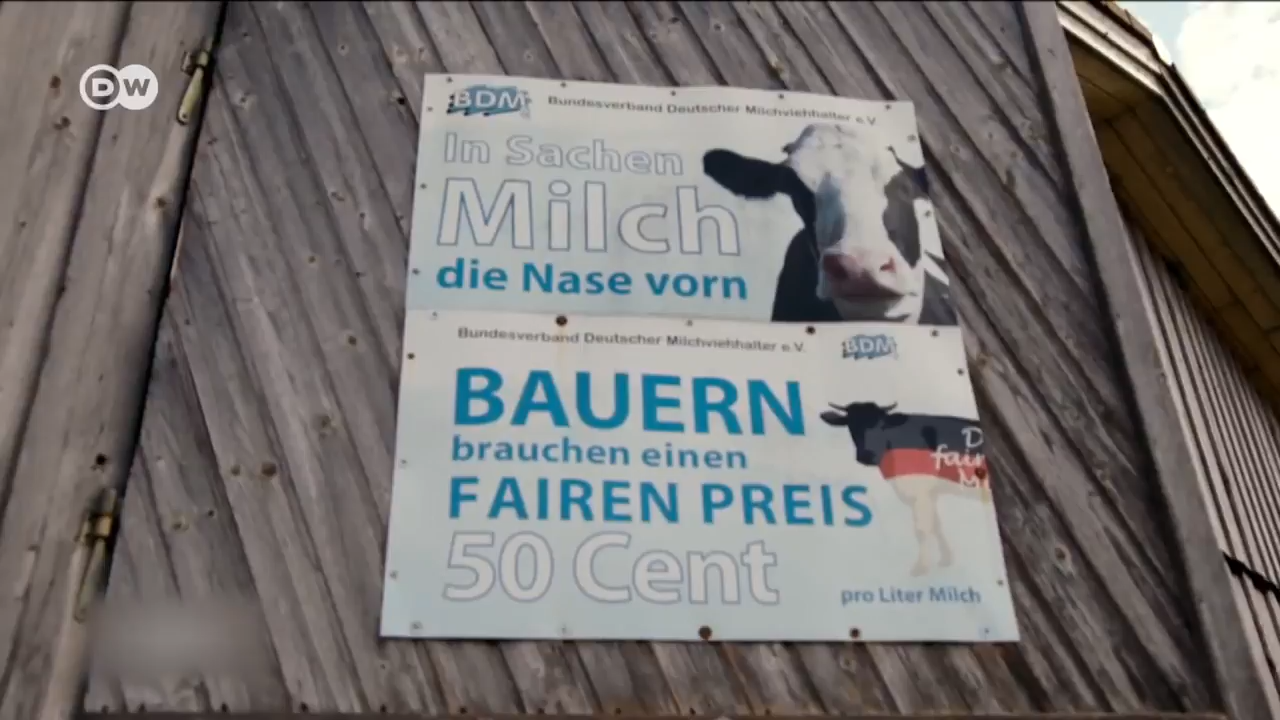 DW
BDM
Bundesverband Deutscher Milchviehhalter e.V.
In Sachen
Milch
die Nase vorn
Bundesverband Deutscher Milchviehhalter e.V.
BDM
BAUERN
brauchen einen
FAIREN PREIS
50 Cent
pro Liter Milch
D
fair
M